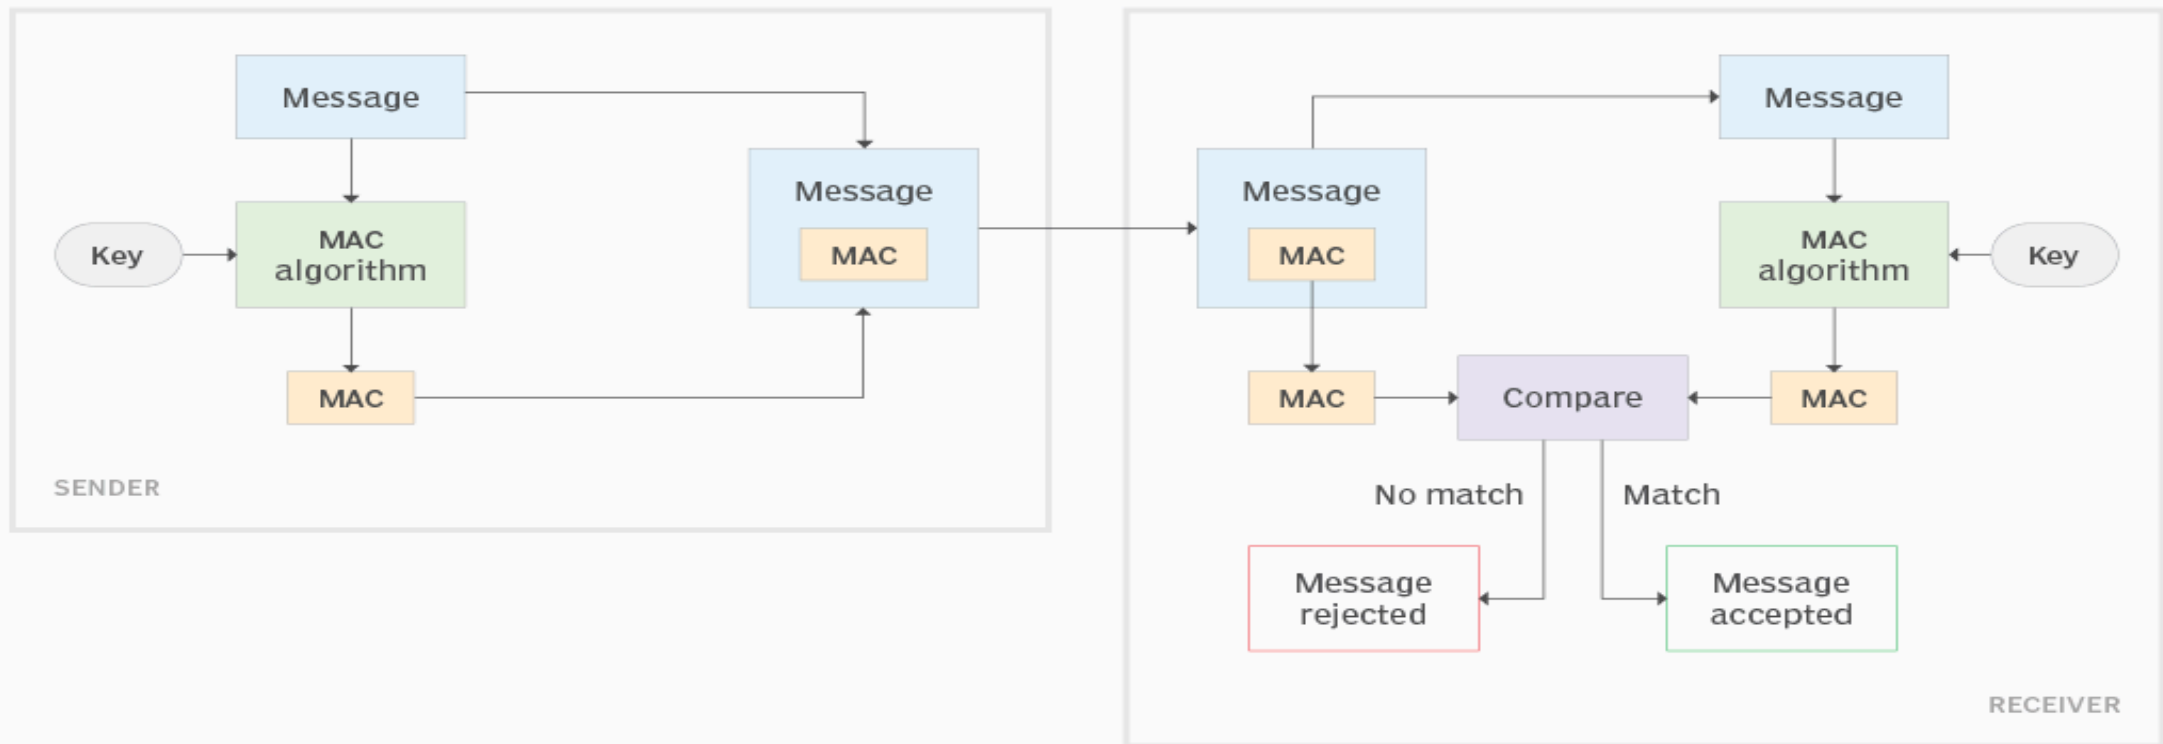 Message
Key
MAC
algorithm
MAC
Message
MAC
SENDER
Message
MAC
Message
MAC
algorithm
Key
MAC
Compare
MAC
No match
Match
Message
rejected
Message
accepted
RECEIVER